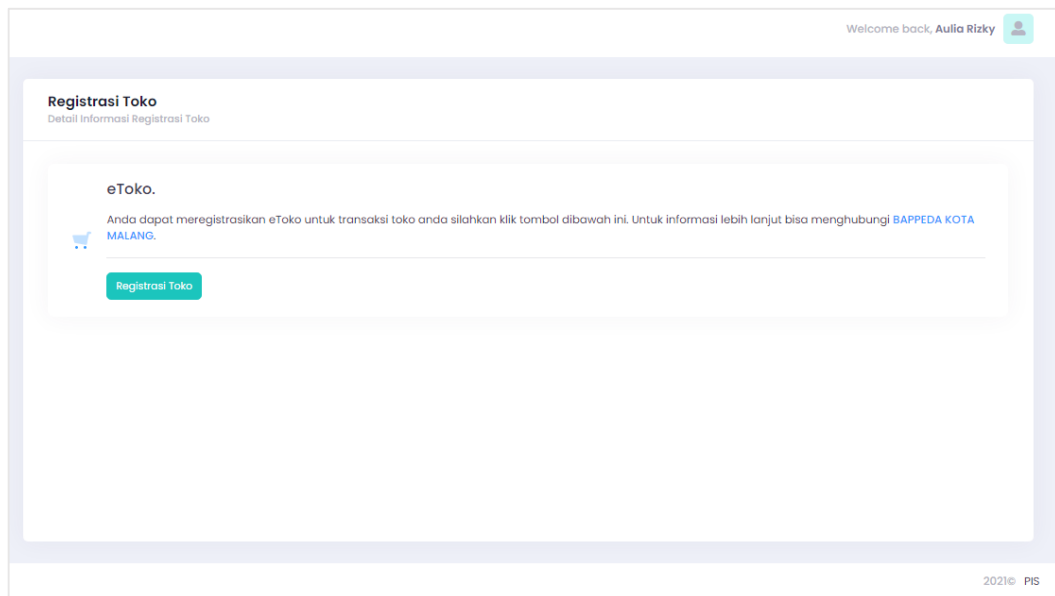 Welcome back, Aulia Rizky
Registrasi Toko
Detail Informasi Registrasi Toko
eToko.
Anda dapat meregistrasikan eToko untuk transaksi toko anda silahkan klik tombol dibawah ini. Untuk informasi lebih lanjut bisa menghubungi BAPPEDA KOTA
MALANG.
Registrasi Toko
2021© PIS